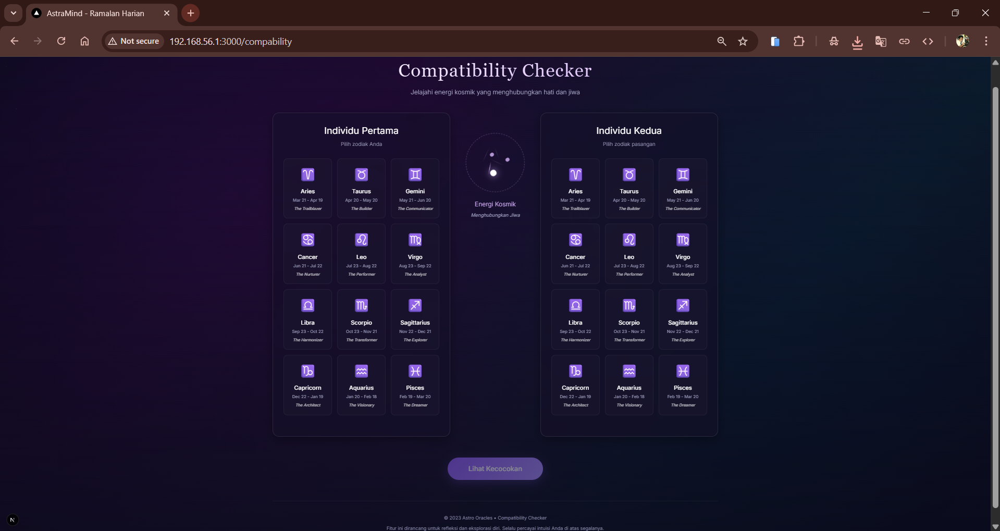 AstraMind - Ramalan Harian
Not secure
192.168.56.1:3000/compability
Compatibility Checker
Jelajahi energi kosmik yang menghubungkan hati dan jiwa
Individu Pertama
Pilih zodiak Anda
Aries
Mar 21 - Apr 19
The Trailblazer
Taurus
Apr 20 - May 20
The Builder
Gemini
May 21 - Jun 20
The Communicator
Cancer
Jun 21 - Jul 22
The Nurturer
Leo
Jul 23 - Aug 22
The Performer
Virgo
Aug 23 - Sep 22
The Analyst
Libra
Sep 23 - Oct 22
The Harmonizer
Scorpio
Oct 23 - Nov 21
The Transformer
Sagittarius
Nov 22 - Dec 21
The Explorer
Capricorn
Dec 22 - Jan 19
The Architect
Aquarius
Jan 20 - Feb 18
The Visionary
Pisces
Feb 19 - Mar 20
The Dreamer
Energi Kosmik
Menghubungkan Jiwa
Individu Kedua
Pilih zodiak pasangan
Aries
Mar 21 - Apr 19
The Trailblazer
Taurus
Apr 20 - May 20
The Builder
Gemini
May 21 - Jun 20
The Communicator
Cancer
Jun 21 - Jul 22
The Nurturer
Leo
Jul 23 - Aug 22
The Performer
Virgo
Aug 23 - Sep 22
The Analyst
Libra
Sep 23 - Oct 22
The Harmonizer
Scorpio
Oct 23 - Nov 21
The Transformer
Sagittarius
Nov 22 - Dec 21
The Explorer
Capricorn
Dec 22 - Jan 19
The Architect
Aquarius
Jan 20 - Feb 18
The Visionary
Pisces
Feb 19 - Mar 20
The Dreamer
Lihat Kecocokan
© 2023 Astro Oracles • Compatibility Checker
Fitur ini dirancang untuk refleksi dan eksplorasi diri. Selalu percayai intuisi Anda di atas segalanya.
N